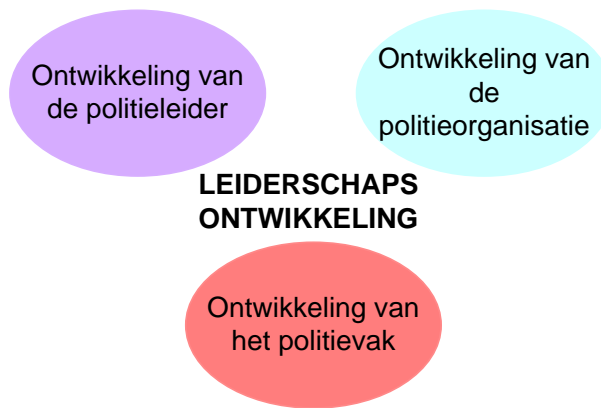 Ontwikkeling van
de politieleider
Ontwikkeling van
de
politieorganisatie
LEIDERSCHAPS
ONTWIKKELING
Ontwikkeling van
het politievak